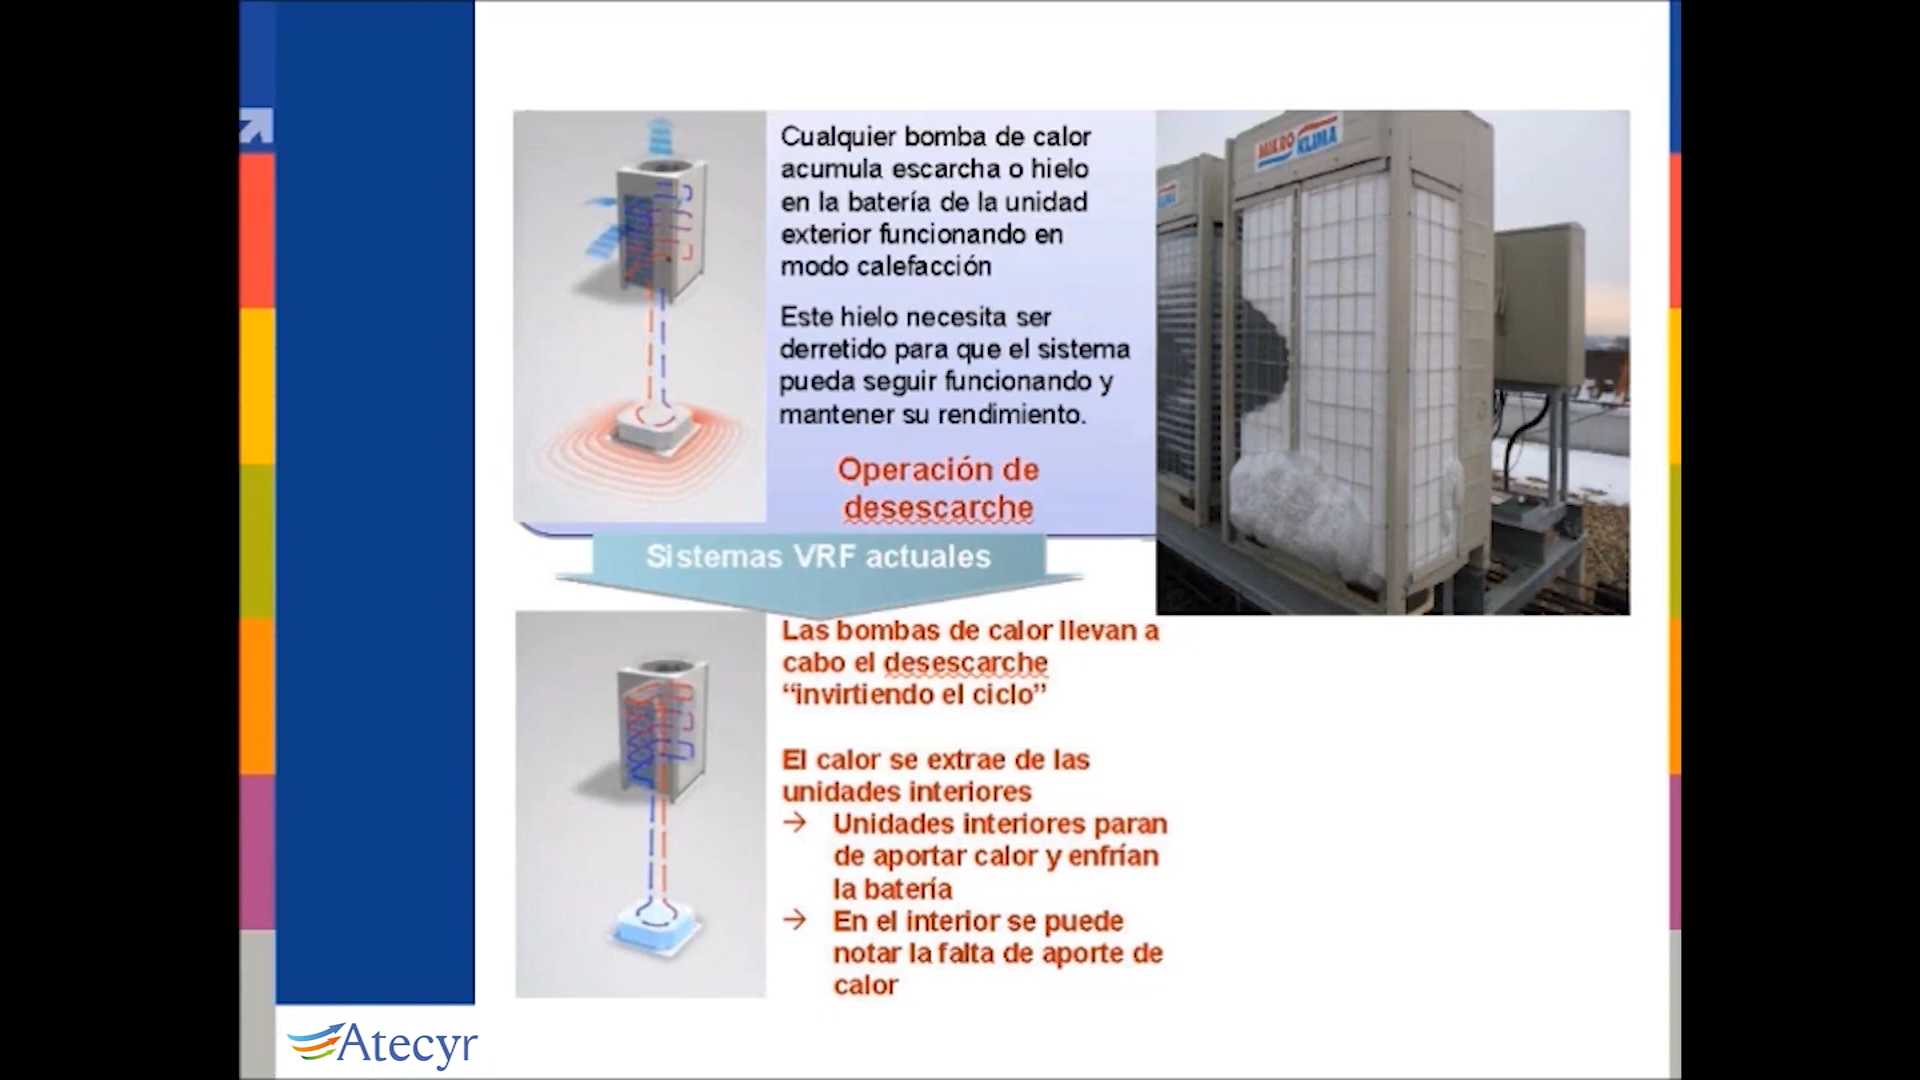 Cualquier bomba de calor
acumula escarcha o hielo
en la batería de la unidad
exterior funcionando en
modo calefacción
Este hielo necesita ser
derretido para que el sistema
pueda seguir funcionando y
mantener su rendimiento.
Operación de
desescarche
MIKRO KLIMA
Sistemas VRF actuales
Las bombas de calor llevan a
cabo el desescarche
“invirtiendo el ciclo”
El calor se extrae de las
unidades interiores
→ Unidades interiores paran
de aportar calor y enfrían
la batería
→ En el interior se puede
notar la falta de aporte de
calor
Atecyr